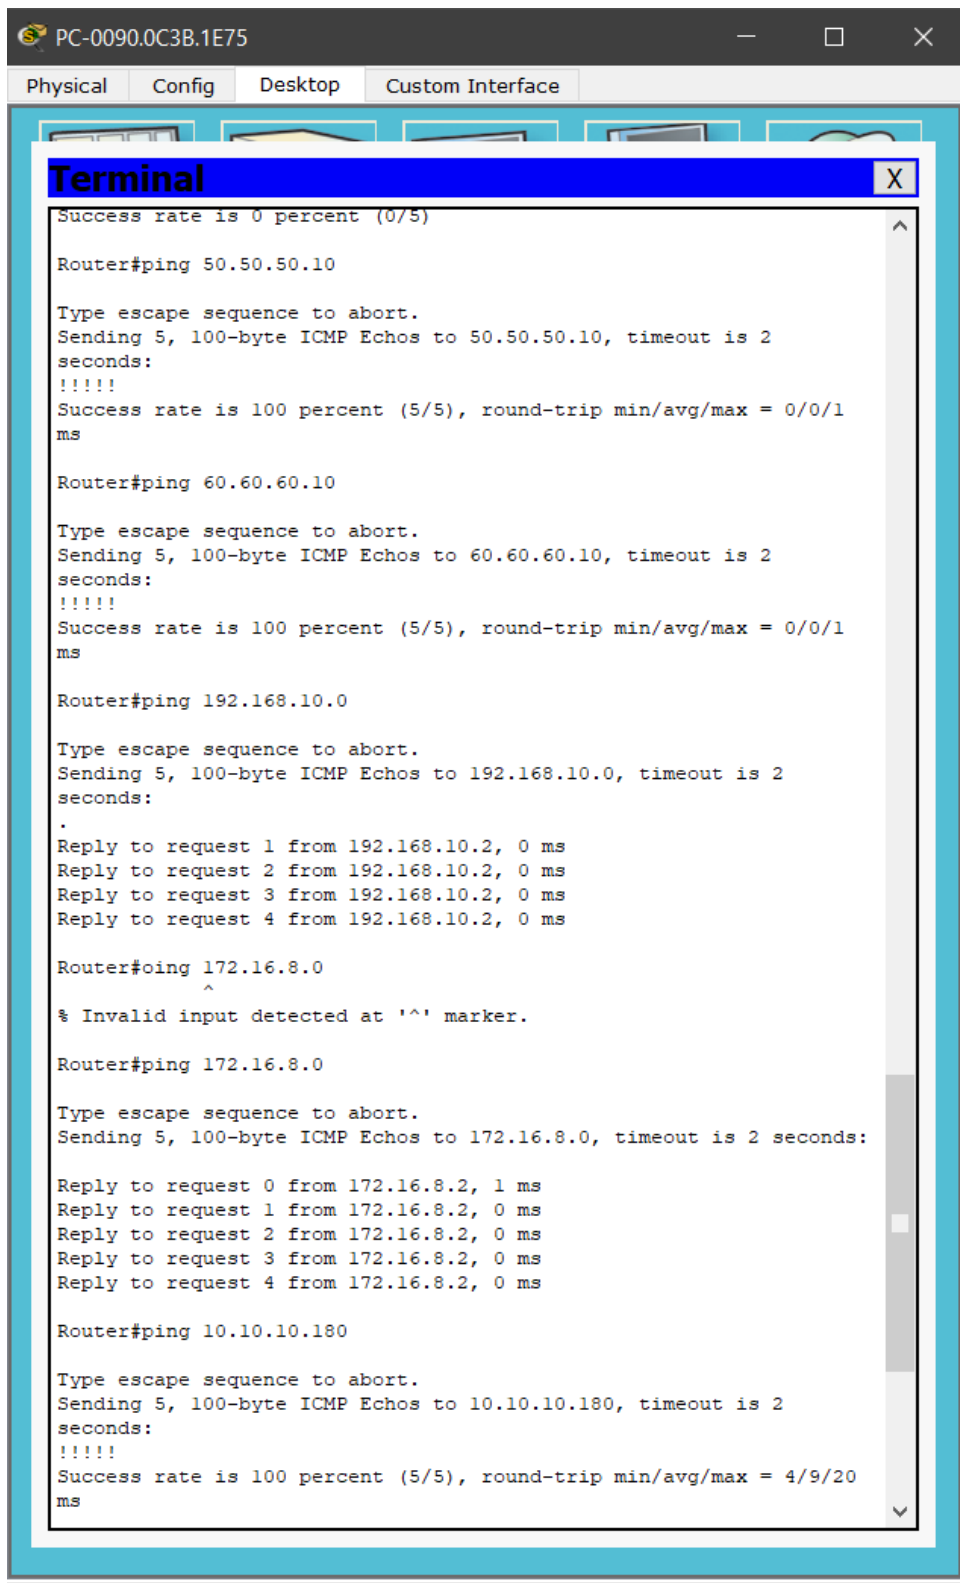 PC-0090.0C3B.1E75
Physical Config Desktop Custom Interface
Terminal X
Success rate is 0 percent (0/5)
Router#ping 50.50.50.10
Type escape sequence to abort.
Sending 5, 100-byte ICMP Echos to 50.50.50.10, timeout is 2
seconds:
!!!!!
Success rate is 100 percent (5/5), round-trip min/avg/max = 0/0/1
ms
Router#ping 60.60.60.10
Type escape sequence to abort.
Sending 5, 100-byte ICMP Echos to 60.60.60.10, timeout is 2
seconds:
!!!!!
Success rate is 100 percent (5/5), round-trip min/avg/max = 0/0/1
ms
Router#ping 192.168.10.0
Type escape sequence to abort.
Sending 5, 100-byte ICMP Echos to 192.168.10.0, timeout is 2
seconds:
.
Reply to request 1 from 192.168.10.2, 0 ms
Reply to request 2 from 192.168.10.2, 0 ms
Reply to request 3 from 192.168.10.2, 0 ms
Reply to request 4 from 192.168.10.2, 0 ms
Router#oing 172.16.8.0
^
% Invalid input detected at '^' marker.
Router#ping 172.16.8.0
Type escape sequence to abort.
Sending 5, 100-byte ICMP Echos to 172.16.8.0, timeout is 2 seconds:
Reply to request 0 from 172.16.8.2, 1 ms
Reply to request 1 from 172.16.8.2, 0 ms
Reply to request 2 from 172.16.8.2, 0 ms
Reply to request 3 from 172.16.8.2, 0 ms
Reply to request 4 from 172.16.8.2, 0 ms
Router#ping 10.10.10.180
Type escape sequence to abort.
Sending 5, 100-byte ICMP Echos to 10.10.10.180, timeout is 2
seconds:
!!!!!
Success rate is 100 percent (5/5), round-trip min/avg/max = 4/9/20
ms